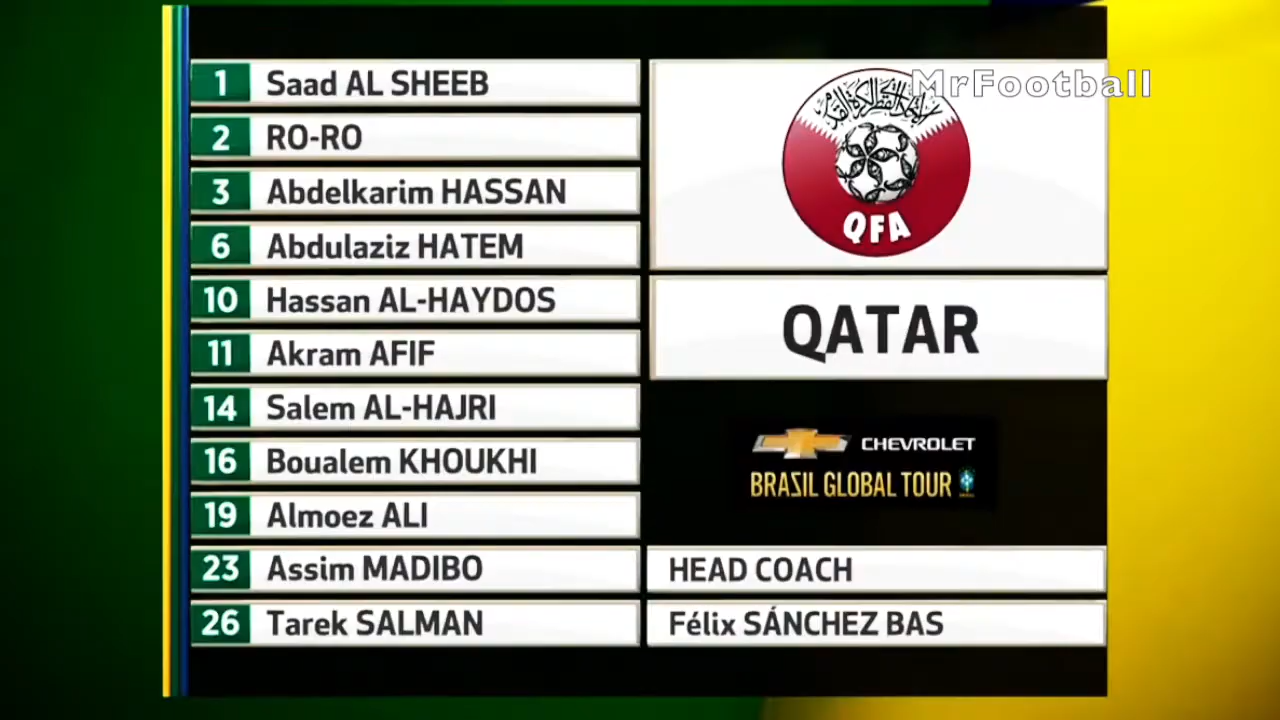 1 Saad AL SHEEB
2 RO-RO
3 Abdelkarim HASSAN
6 Abdulaziz HATEM
10 Hassan AL-HAYDOS
11 Akram AFIF
14 Salem AL-HAJRI
16 Boualem KHOUKHI
19 Almoez ALI
23 Assim MADIBO
26 Tarek SALMAN
MrFootball
QFA
QATAR
CHEVROLET
BRASIL GLOBAL TOUR
HEAD COACH
Félix SÁNCHEZ BAS